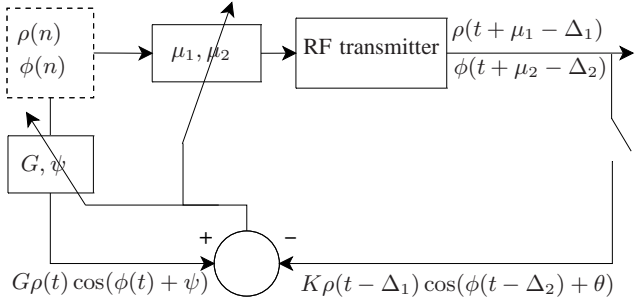 ρ(n)
φ(n)
μ₁, μ₂
RF transmitter
ρ(t + μ₁ − Δ₁)
φ(t + μ₂ − Δ₂)
G, ψ
+
−
Gρ(t) cos(φ(t) + ψ)
Kρ(t − Δ₁) cos(φ(t − Δ₂) + θ)